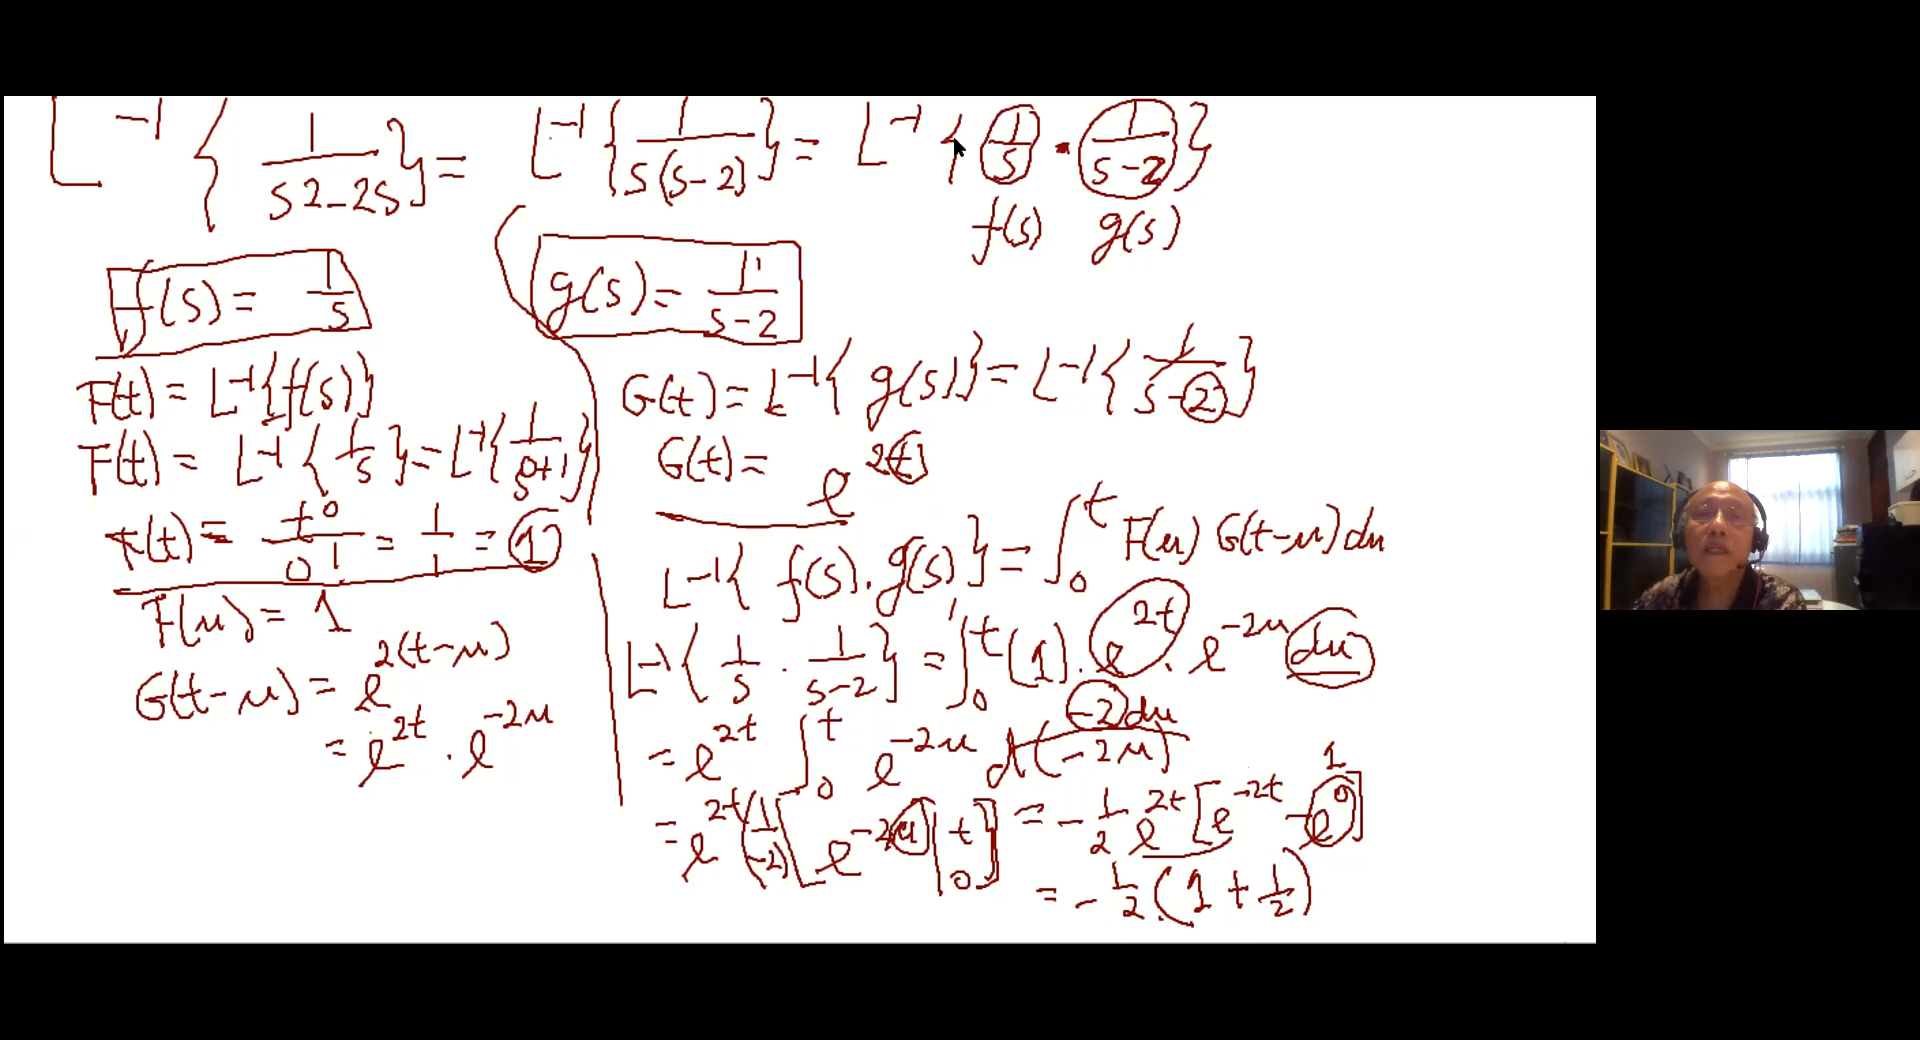 L⁻¹ { 1/(s2-2s) } = L⁻¹ { 1/(s(s-2)) } = L⁻¹ { 1/s · 1/(s-2) }
f(s) g(s)
f(s) = 1/s
g(s) = 1/(s-2)
F(t) = L⁻¹{f(s)}
F(t) = L⁻¹ { 1/s } = L⁻¹ { 1/s⁰⁺¹ }
F(t) = t⁰/0! = 1/1 = 1
F(u) = 1
G(t-u) = e^2(t-u)
= e^2t · e^-2u
G(t) = L⁻¹{ g(s)} = L⁻¹ { 1/(s-2) }
G(t) = e^2t
L⁻¹{ f(s).g(s) } = ∫₀ᵗ F(u) G(t-u) du
L⁻¹ { 1/s · 1/(s-2) } = ∫₀ᵗ (1) · e^2t · e^-2u du
-2du
= e^2t ∫₀ᵗ e^-2u d(-2u)
1
= e^2t (1/-2) [ e^-2u |₀ᵗ ] = -1/2 e^2t [ e^-2t - e⁰ ]
= -1/2 ( 1 + 1/2 )